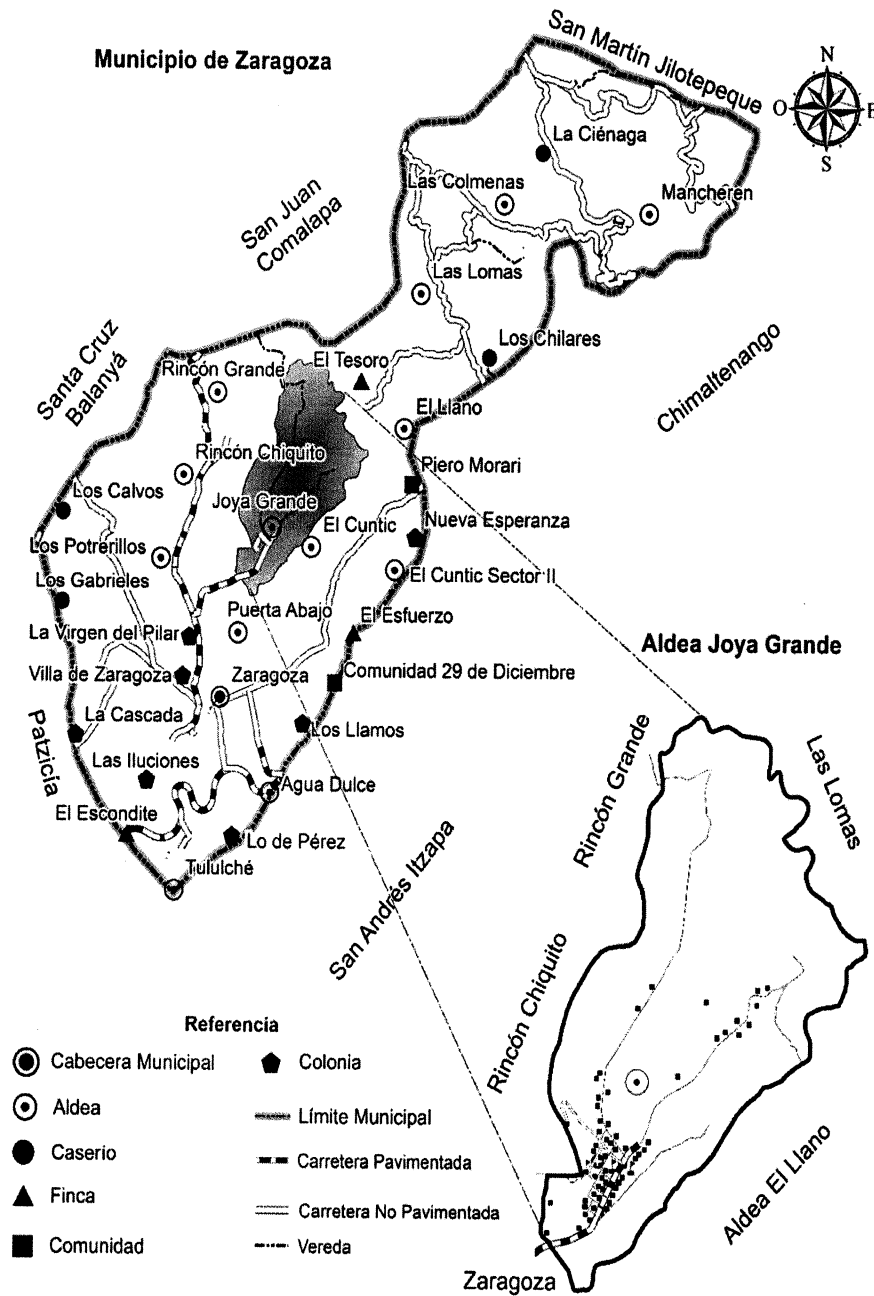 Municipio de Zaragoza
San Martín Jilotepeque
N
O
E
S
La Ciénaga
Las Colmenas
Mancheren
San Juan
Comalapa
Las Lomas
Los Chilares
Santa Cruz
Balanyá
El Tesoro
Rincón Grande
Chimaltenango
El Llano
Rincón Chiquito
Piero Morari
Los Calvos
Joya Grande
Nueva Esperanza
El Cuntic
Los Potrerillos
El Cuntic Sector II
Los Gabrieles
Puerta Abajo
El Esfuerzo
La Virgen del Pilar
Aldea Joya Grande
Villa de Zaragoza
Zaragoza
Comunidad 29 de Diciembre
La Cascada
Los Llamos
Patzicía
Las Iluciones
Agua Dulce
El Escondite
Lo de Pérez
Tululché
San Andrés Itzapa
Rincón Grande
Las Lomas
Rincón Chiquito
Aldea El Llano
Zaragoza
Referencía
Cabecera Municipal
Colonia
Aldea
Límite Municipal
Caserio
Carretera Pavimentada
Finca
Carretera No Pavimentada
Comunidad
Vereda